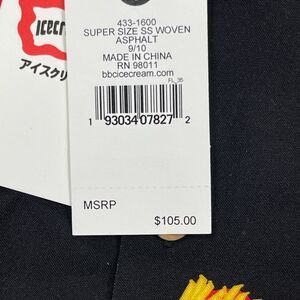 ICECR
アイスクリ
433-1600
SUPER SIZE SS WOVEN
ASPHALT
9/10
MADE IN CHINA
RN 98011
bbcicecream.com
FL_35
1 93034 07827 2
MSRP
$105.00